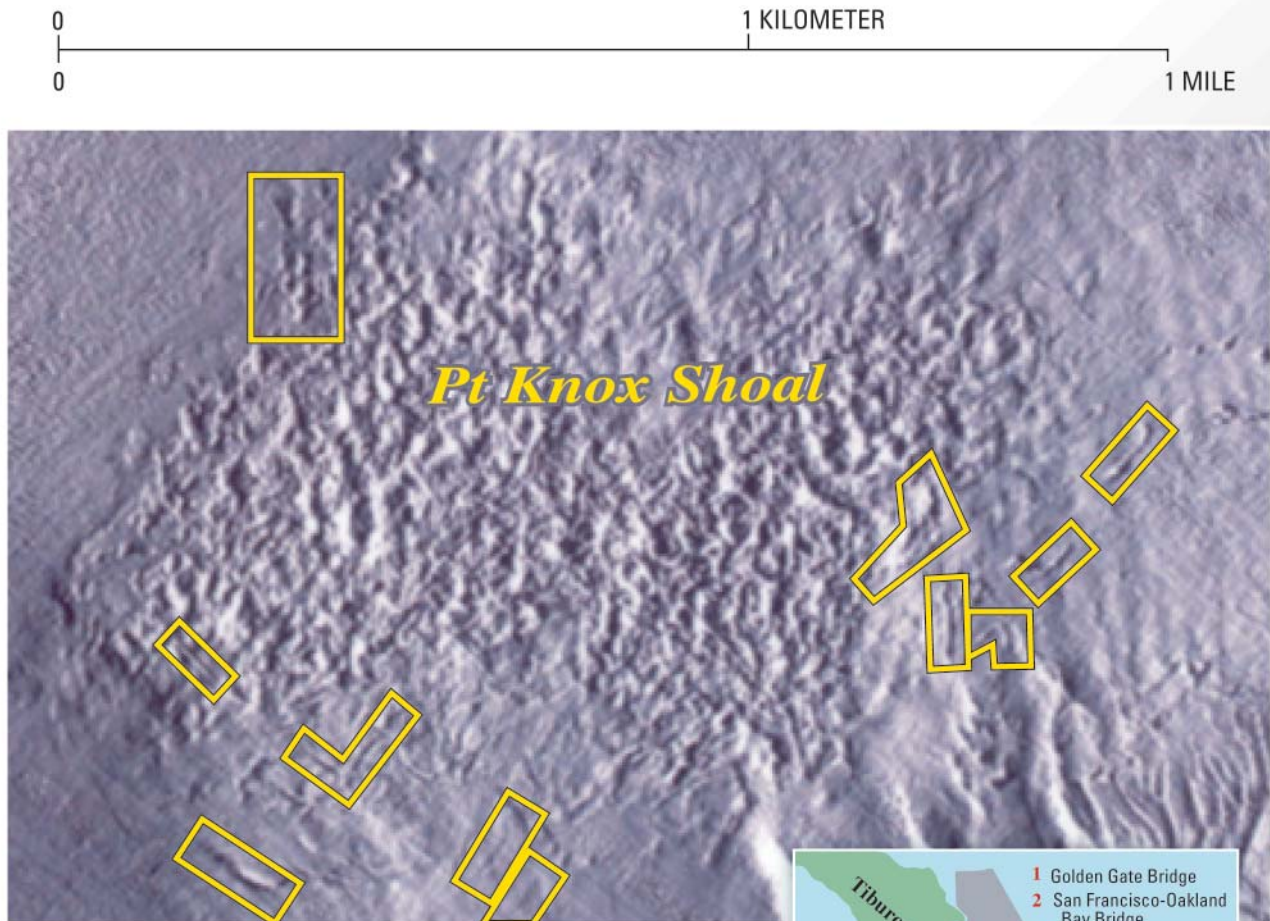 0
1 KILOMETER
0
1 MILE
Pt Knox Shoal
1 Golden Gate Bridge
2 San Francisco-Oakland
Bay Bridge